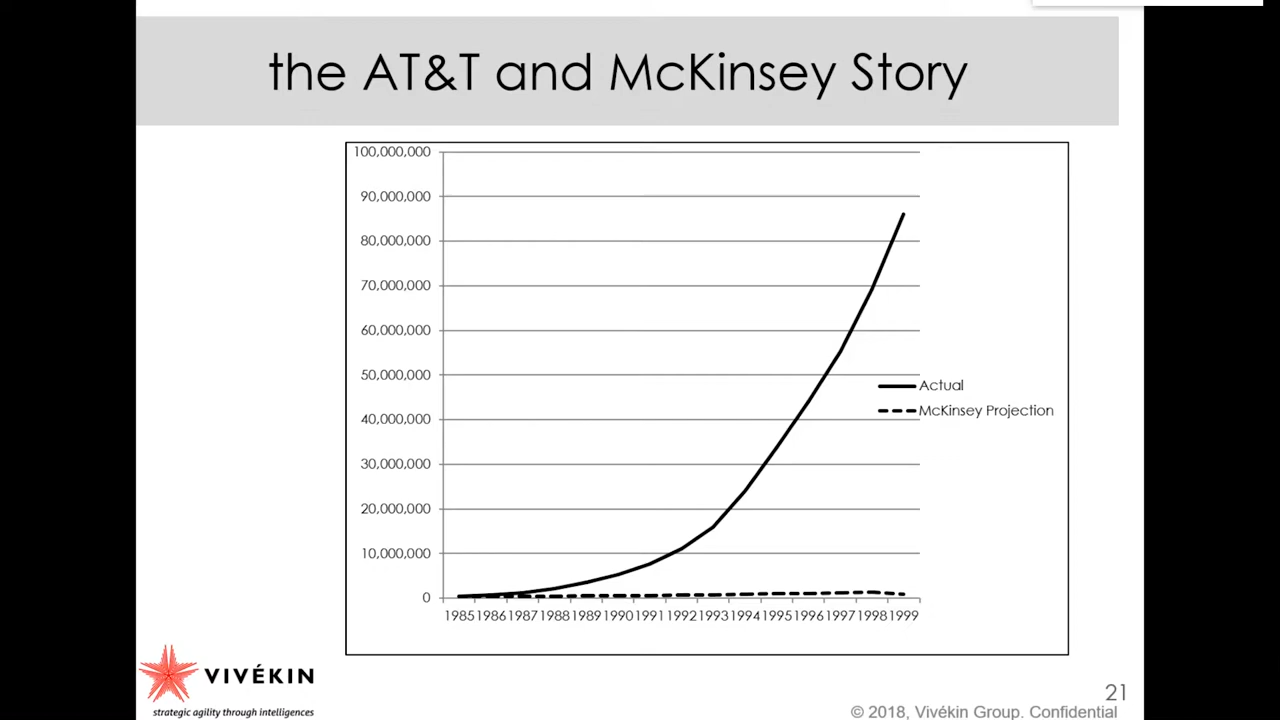 the AT&T and McKinsey Story
100,000,000
90,000,000
80,000,000
70,000,000
60,000,000
50,000,000
40,000,000
30,000,000
20,000,000
10,000,000
0
1985 1986 1987 1988 1989 1990 1991 1992 1993 1994 1995 1996 1997 1998 1999
Actual
McKinsey Projection
VIVÉKIN
strategic agility through intelligences
21
© 2018, Vivékin Group. Confidential